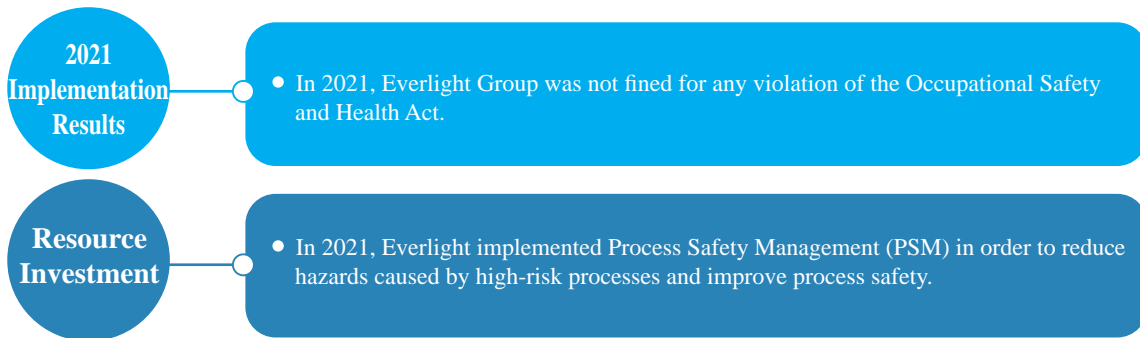 2021
Implementation
Results
• In 2021, Everlight Group was not fined for any violation of the Occupational Safety
and Health Act.
Resource
Investment
• In 2021, Everlight implemented Process Safety Management (PSM) in order to reduce
hazards caused by high-risk processes and improve process safety.